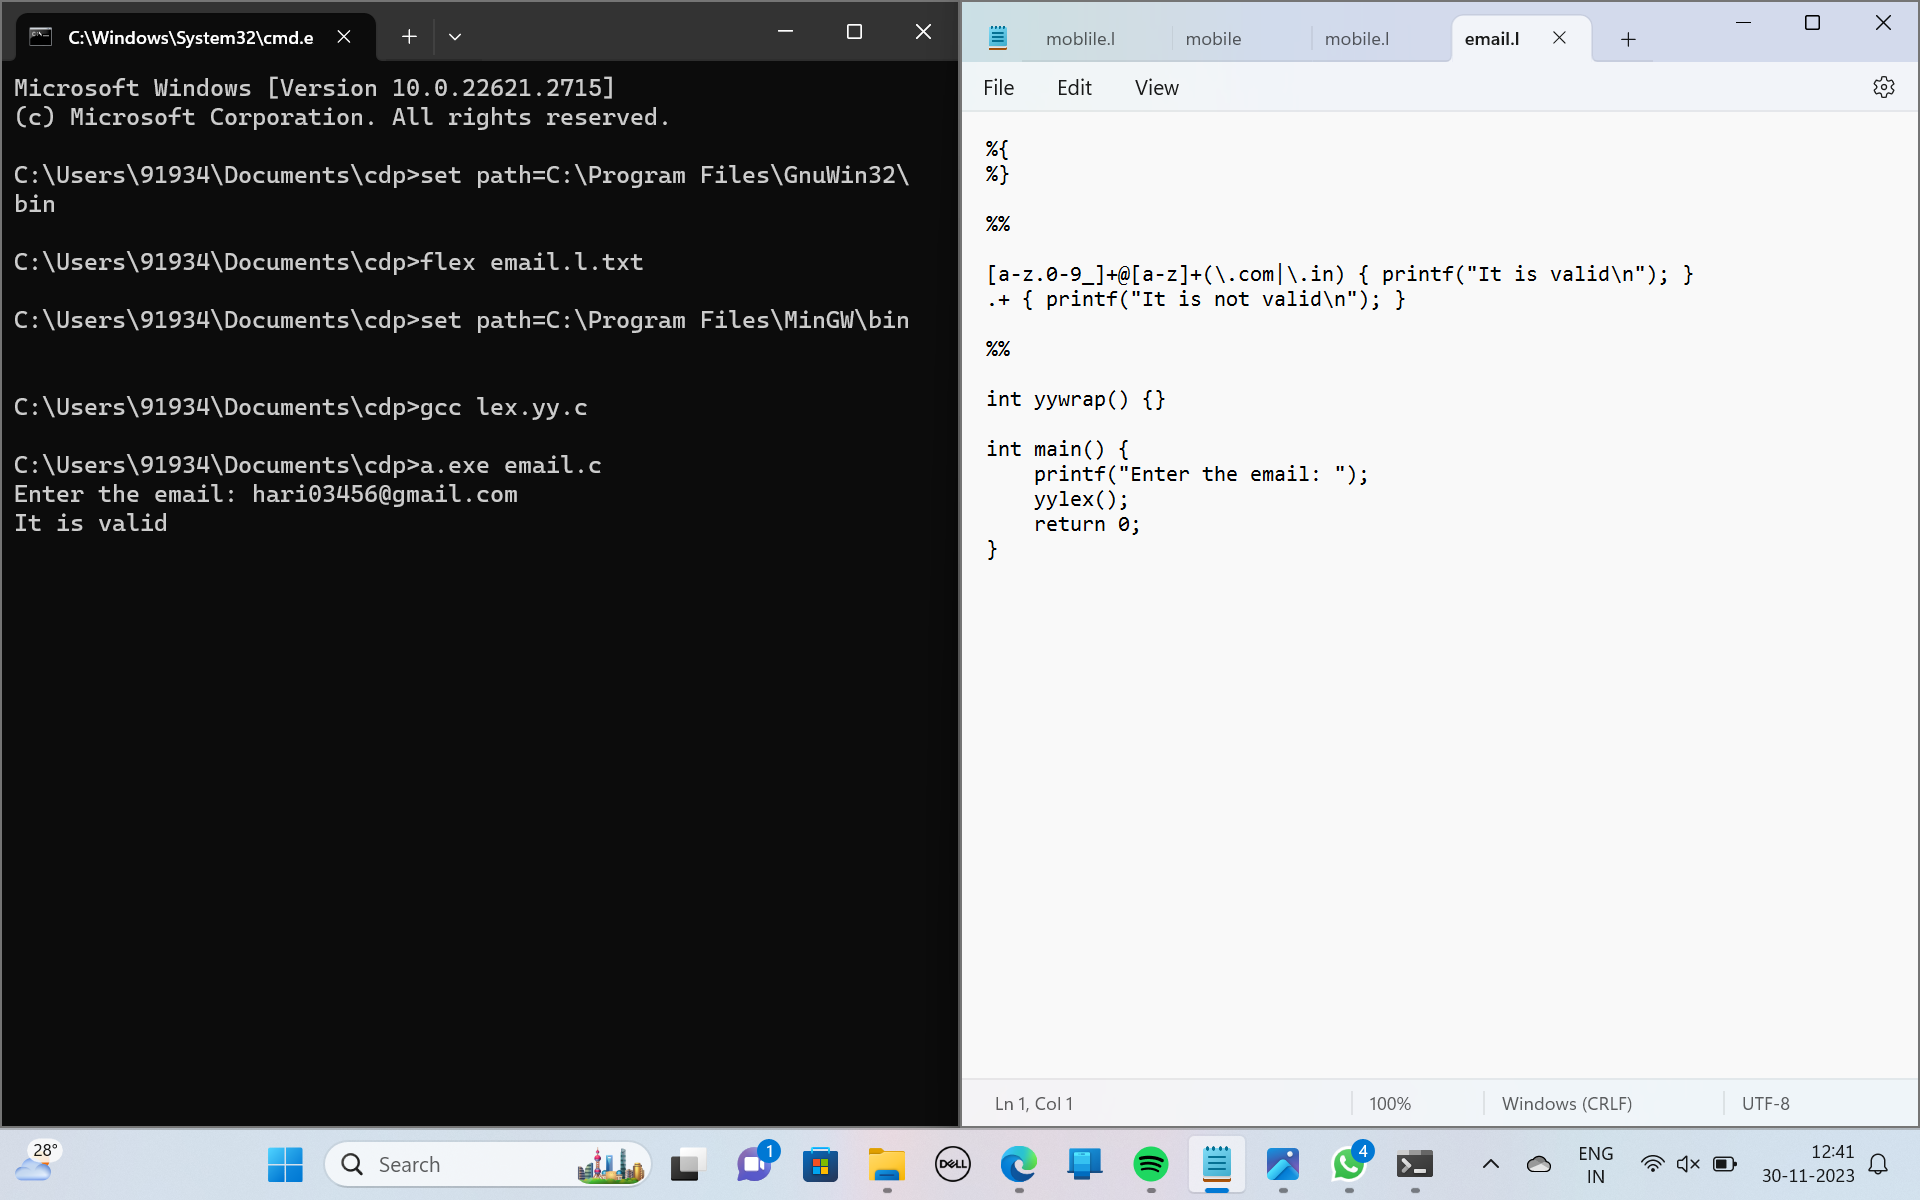 C:\Windows\System32\cmd.e
Microsoft Windows [Version 10.0.22621.2715]
(c) Microsoft Corporation. All rights reserved.
C:\Users\91934\Documents\cdp>set path=C:\Program Files\GnuWin32\
bin
C:\Users\91934\Documents\cdp>flex email.l.txt
C:\Users\91934\Documents\cdp>set path=C:\Program Files\MinGW\bin
C:\Users\91934\Documents\cdp>gcc lex.yy.c
C:\Users\91934\Documents\cdp>a.exe email.c
Enter the email: hari03456@gmail.com
It is valid
moblile.l mobile mobile.l email.l
File Edit View
%{
%}
%%
[a-z.0-9_]+@[a-z]+(\.com|\.in) { printf("It is valid\n"); }
.+ { printf("It is not valid\n"); }
%%
int yywrap() {}
int main() {
    printf("Enter the email: ");
    yylex();
    return 0;
}
Ln 1, Col 1 100% Windows (CRLF) UTF-8
28°
Search
1
DELL
4
ENG
IN
12:41
30-11-2023